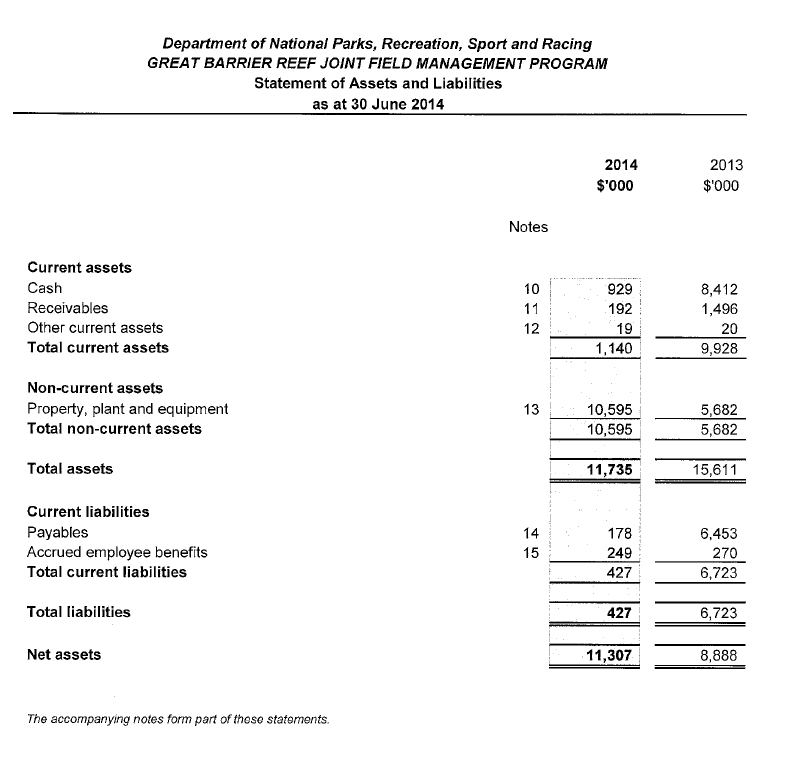 Department of National Parks, Recreation, Sport and Racing
GREAT BARRIER REEF JOINT FIELD MANAGEMENT PROGRAM
Statement of Assets and Liabilities
as at 30 June 2014
2014 2013
$'000 $'000
Notes
Current assets
Cash 10 929 8,412
Receivables 11 192 1,496
Other current assets 12 19 20
Total current assets 1,140 9,928
Non-current assets
Property, plant and equipment 13 10,595 5,682
Total non-current assets 10,595 5,682
Total assets 11,735 15,611
Current liabilities
Payables 14 178 6,453
Accrued employee benefits 15 249 270
Total current liabilities 427 6,723
Total liabilities 427 6,723
Net assets 11,307 8,888
The accompanying notes form part of these statements.